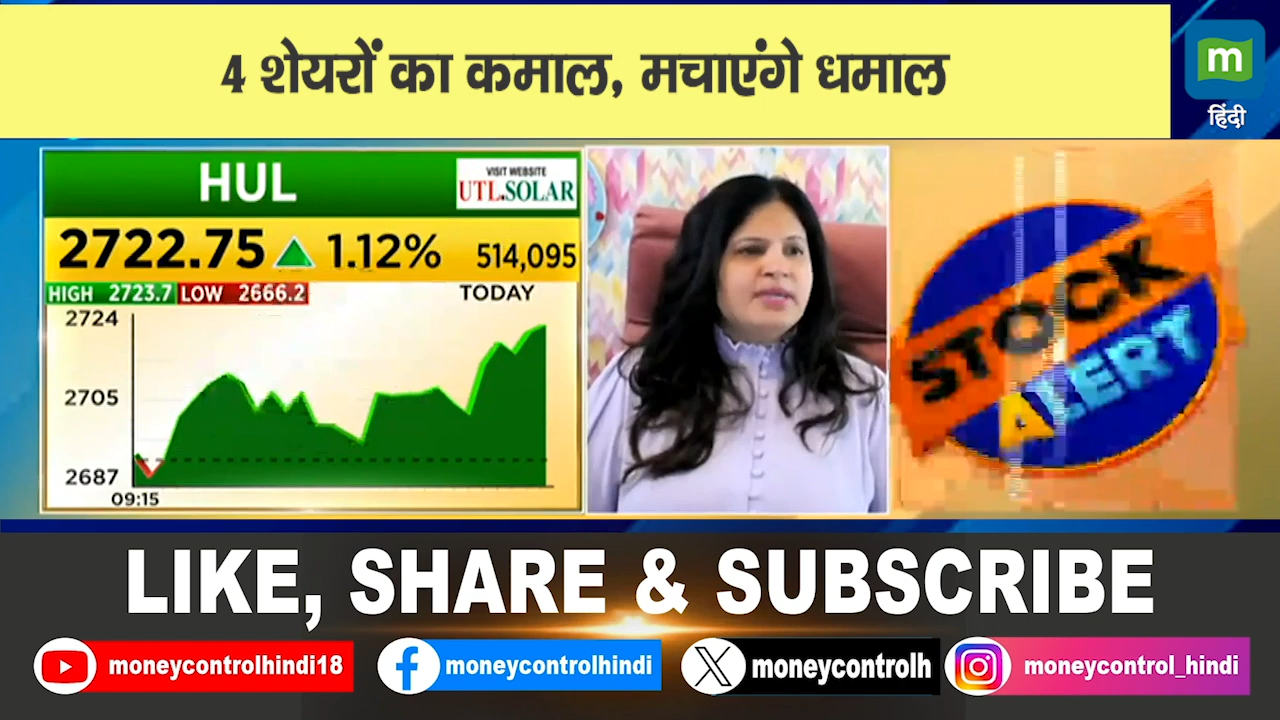 4 शेयरों का कमाल, मचाएंगे धमाल
m
हिंदी
HUL
VISIT WEBSITE
UTL.SOLAR
2722.75 1.12% 514,095
HIGH 2723.7 LOW 2666.2 TODAY
2724
2705
2687
09:15
STOCK
ALERT
LIKE, SHARE & SUBSCRIBE
moneycontrolhindi18 moneycontrolhindi moneycontrolh moneycontrol_hindi